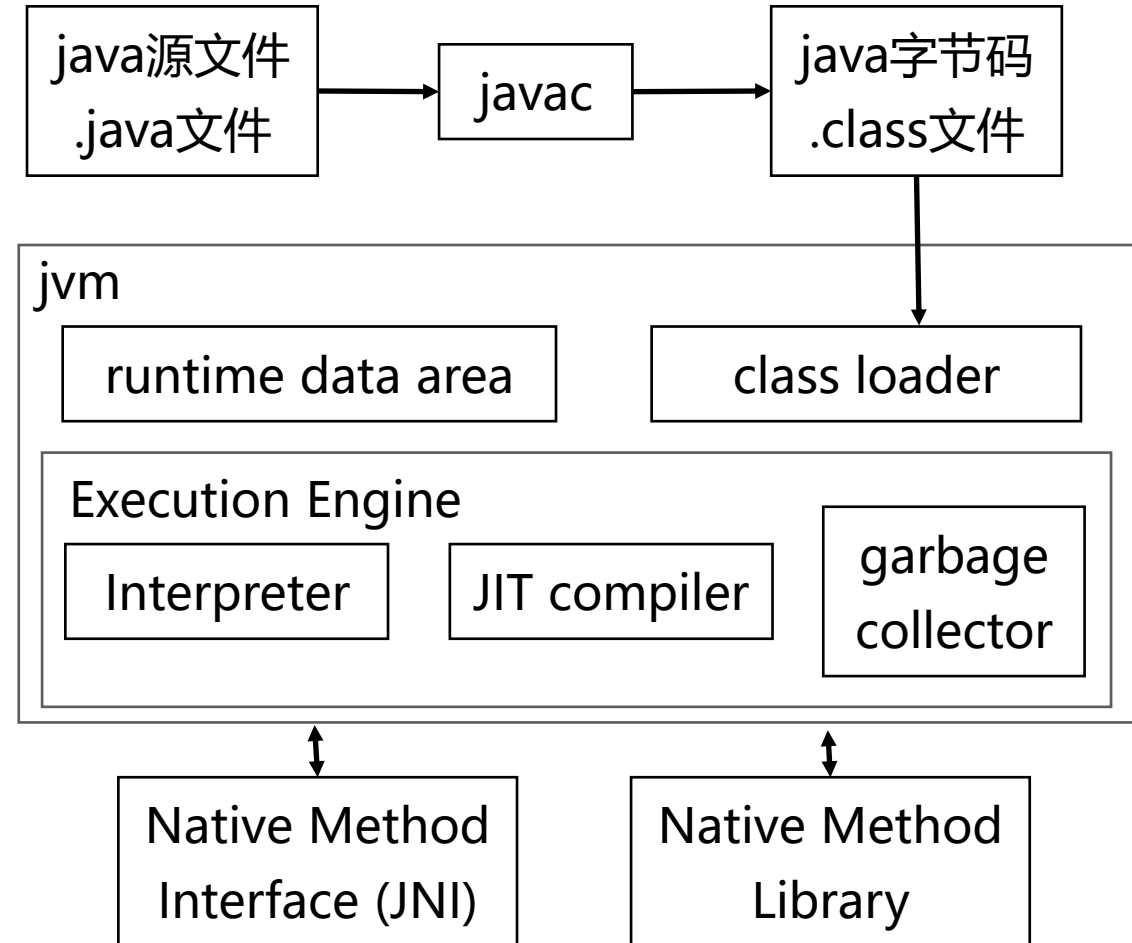 java源文件
.java文件
javac
java字节码
.class文件
jvm
runtime data area
class loader
Execution Engine
Interpreter
JIT compiler
garbage
collector
Native Method
Interface (JNI)
Native Method
Library